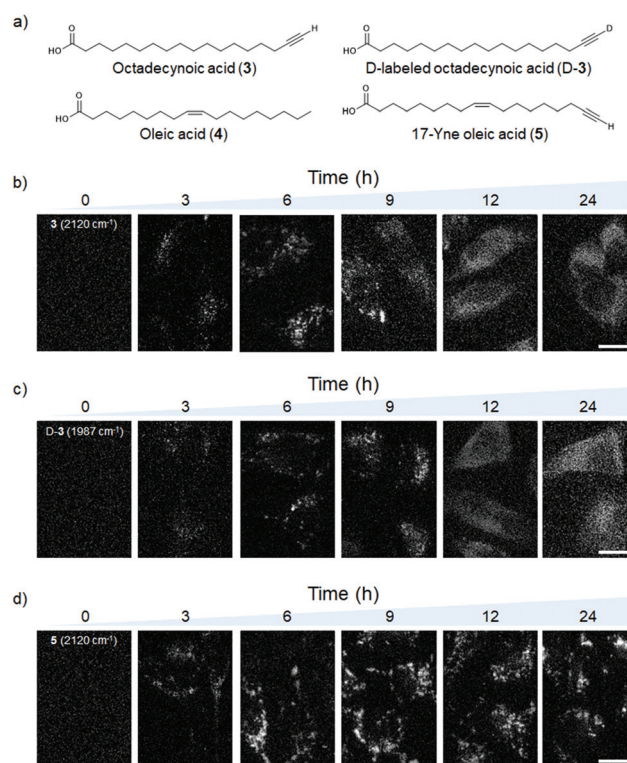 a)
O
HO
H
O
HO
D
Octadecynoic acid (3)
D-labeled octadecynoic acid (D-3)
O
HO
O
HO
H
Oleic acid (4)
17-Yne oleic acid (5)
b)
Time (h)
0 3 6 9 12 24
3 (2120 cm⁻¹)
c)
Time (h)
0 3 6 9 12 24
D-3 (1987 cm⁻¹)
d)
Time (h)
0 3 6 9 12 24
5 (2120 cm⁻¹)